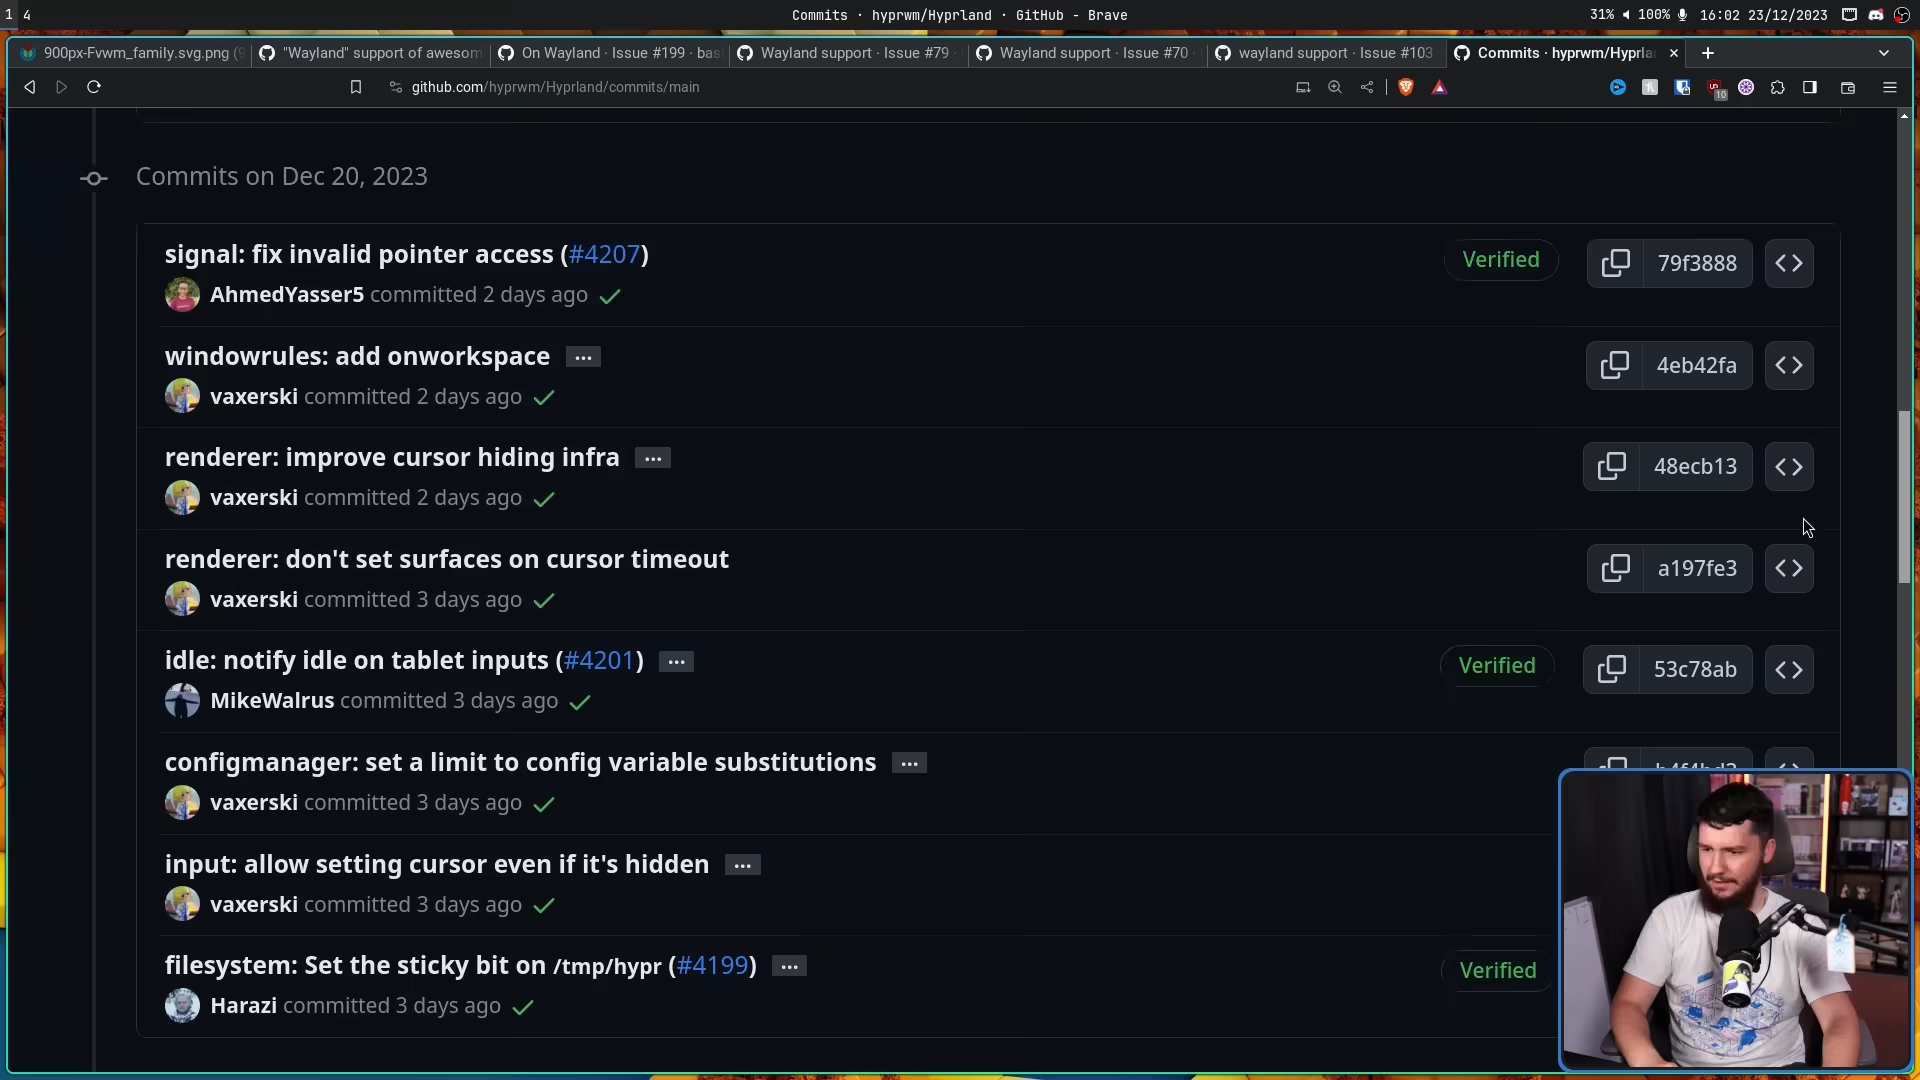 1 4 Commits · hyprwm/Hyprland · GitHub - Brave 31% 100% 16:02 23/12/2023
900px-Fvwm_family.svg.png (9 "Wayland" support of awesom On Wayland · Issue #199 · bas Wayland support · Issue #79 · Wayland support · Issue #70 · wayland support · Issue #103 Commits · hyprwm/Hyprla
github.com/hyprwm/Hyprland/commits/main 10
Commits on Dec 20, 2023
signal: fix invalid pointer access (#4207) Verified 79f3888
AhmedYasser5 committed 2 days ago
windowrules: add onworkspace ... 4eb42fa
vaxerski committed 2 days ago
renderer: improve cursor hiding infra ... 48ecb13
vaxerski committed 2 days ago
renderer: don't set surfaces on cursor timeout a197fe3
vaxerski committed 3 days ago
idle: notify idle on tablet inputs (#4201) ... Verified 53c78ab
MikeWalrus committed 3 days ago
configmanager: set a limit to config variable substitutions ...
vaxerski committed 3 days ago
input: allow setting cursor even if it's hidden ...
vaxerski committed 3 days ago
filesystem: Set the sticky bit on /tmp/hypr (#4199) ... Verified
Harazi committed 3 days ago